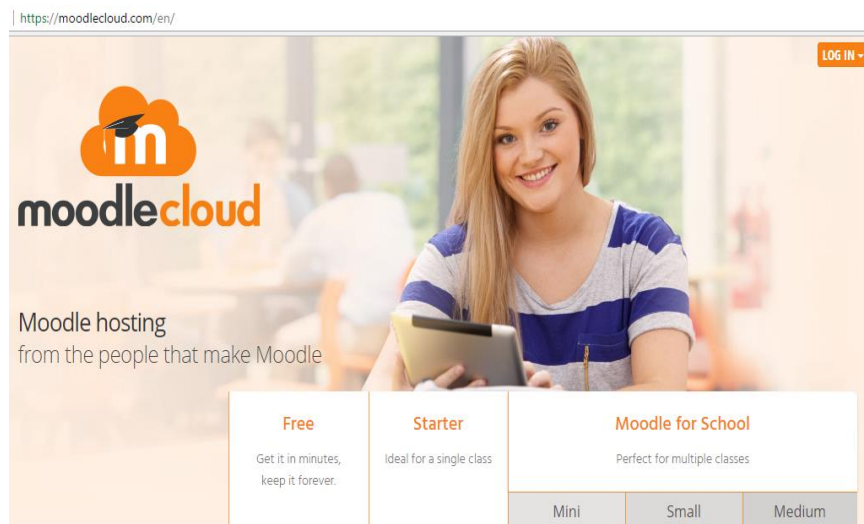 https://moodlecloud.com/en/
LOG IN
m
moodlecloud
Moodle hosting
from the people that make Moodle
Free
Get it in minutes,
keep it forever.
Starter
Ideal for a single class
Moodle for School
Perfect for multiple classes
Mini
Small
Medium